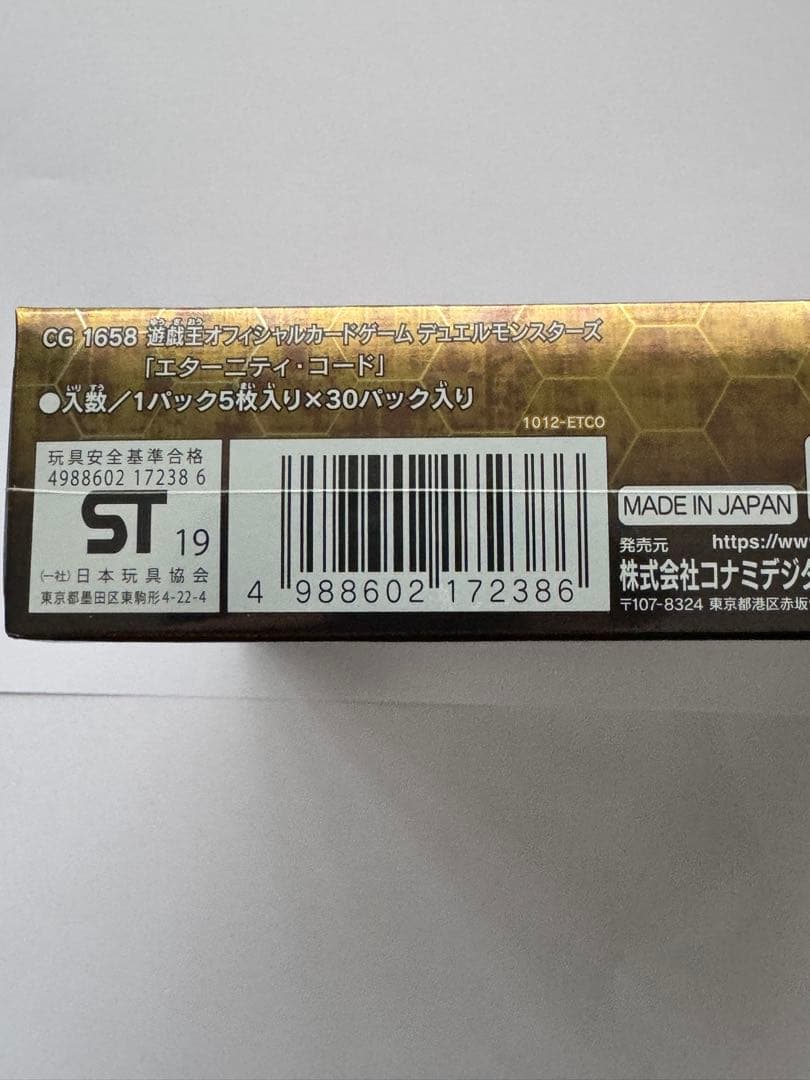 CG 1658 遊戯王オフィシャルカードゲーム デュエルモンスターズ
「エターニティ・コード」
●入数/1パック5枚入り×30パック入り
1012-ETCO
玩具安全基準合格
4988602 17238 6
ST 19
(一社)日本玩具協会
東京都墨田区東駒形4-22-4
4 988602 172386
MADE IN JAPAN
発売元 https://ww
株式会社コナミデジタ
〒107-8324 東京都港区赤坂